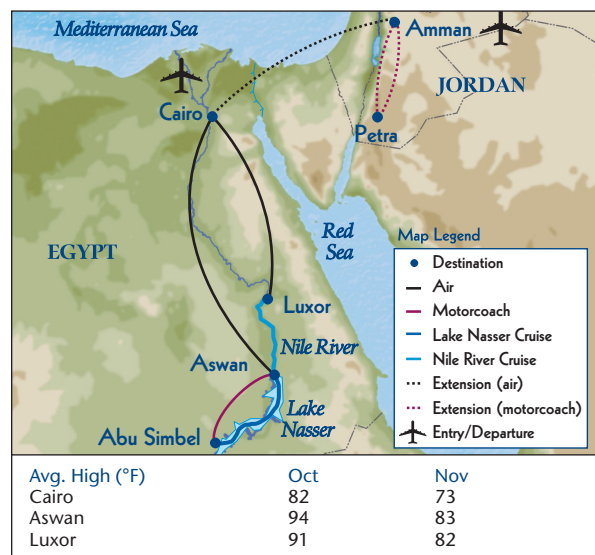 Mediterranean Sea
Amman
JORDAN
Cairo
Petra
EGYPT
Red
Sea
Luxor
Nile River
Aswan
Lake
Nasser
Abu Simbel
Map Legend
Destination
Air
Motorcoach
Lake Nasser Cruise
Nile River Cruise
Extension (air)
Extension (motorcoach)
Entry/Departure
Avg. High (°F) Oct Nov
Cairo 82 73
Aswan 94 83
Luxor 91 82